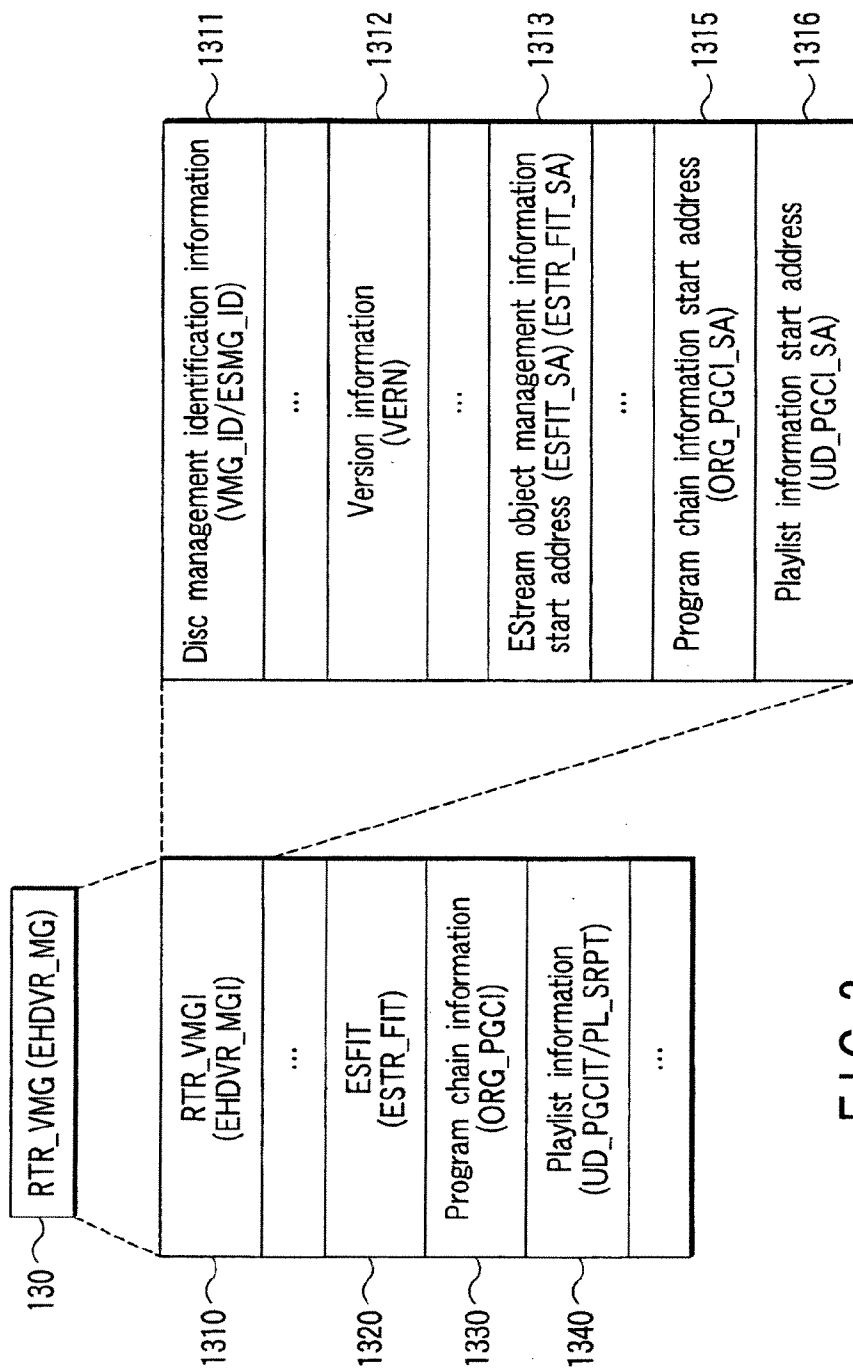 130
RTR_VMG (EHDVR_MG)
1310
RTR_VMGI
(EHDVR_MGI)
...
1320
ESFIT
(ESTR_FIT)
1330
Program chain information
(ORG_PGCI)
1340
Playlist information
(UD_PGCIT/PL_SRPT)
...
Disc management identification information
(VMG_ID/ESMG_ID)
1311
...
Version information
(VERN)
1312
...
EStream object management information
start address (ESFIT_SA) (ESTR_FIT_SA)
1313
...
Program chain information start address
(ORG_PGCI_SA)
1315
Playlist information start address
(UD_PGCI_SA)
1316